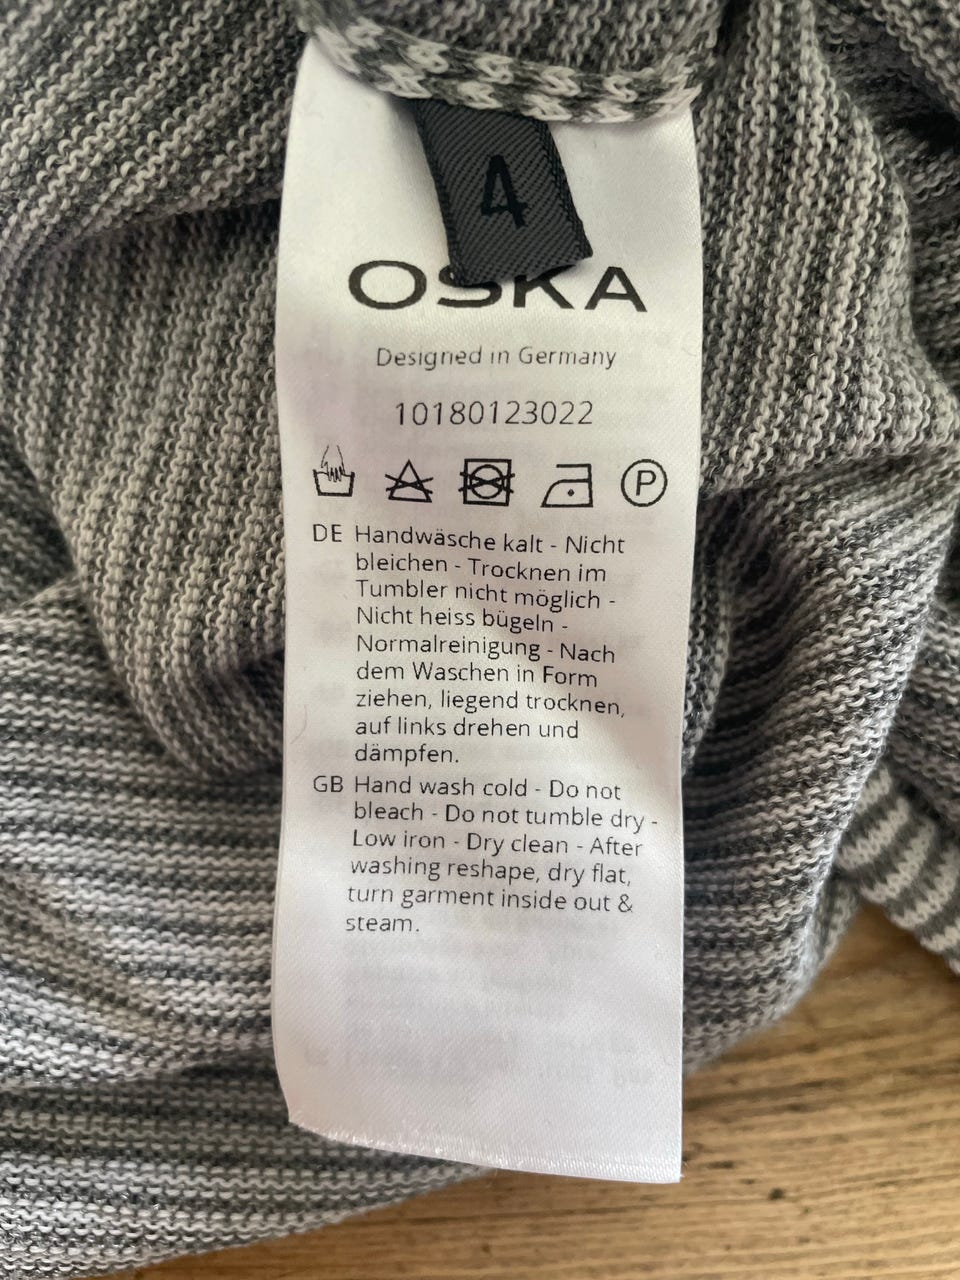 4
OSKA
Designed in Germany
10180123022
P
DE Handwäsche kalt - Nicht
bleichen - Trocknen im
Tumbler nicht möglich -
Nicht heiss bügeln -
Normalreinigung - Nach
dem Waschen in Form
ziehen, liegend trocknen,
auf links drehen und
dämpfen.
GB Hand wash cold - Do not
bleach - Do not tumble dry -
Low iron - Dry clean - After
washing reshape, dry flat,
turn garment inside out &
steam.